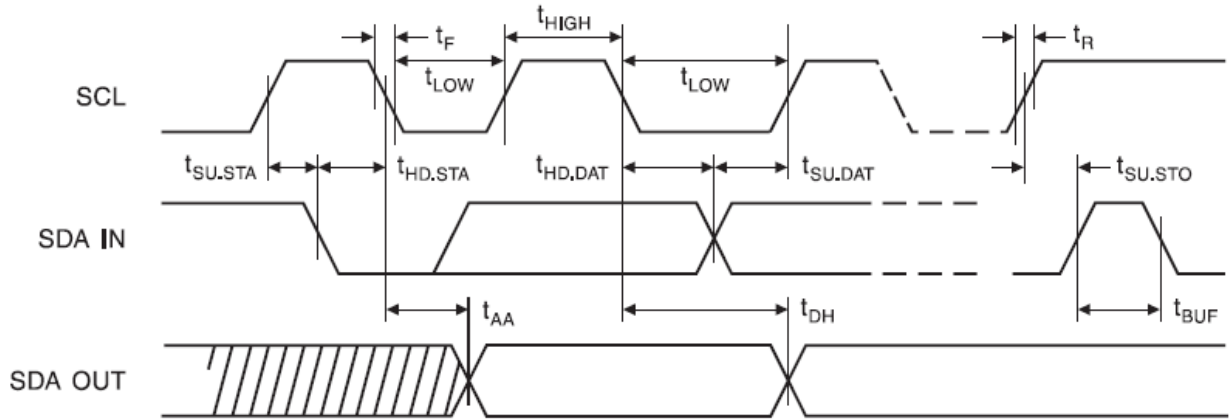 tF tHIGH tR
tLOW tLOW
SCL
tSU.STA tHD.STA tHD.DAT tSU.DAT tSU.STO
SDA IN
tAA tDH tBUF
SDA OUT